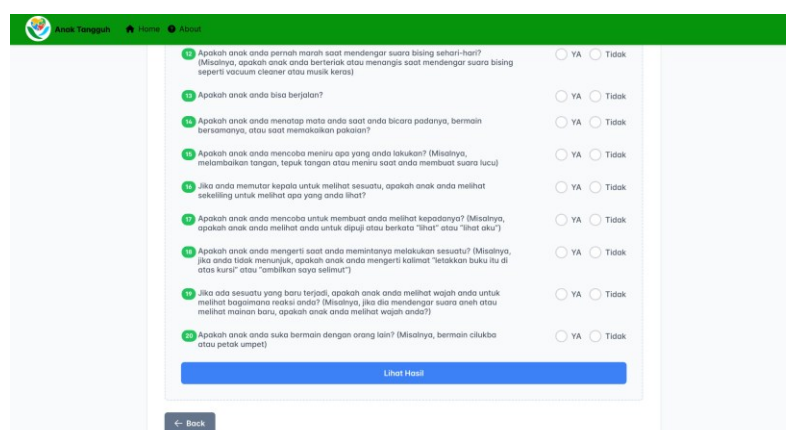 Anak Tangguh Home About
12 Apakah anak anda pernah marah saat mendengar suara bising sehari-hari? YA Tidak
(Misalnya, apakah anak anda berteriak atau menangis saat mendengar suara bising
seperti vacuum cleaner atau musik keras)
13 Apakah anak anda bisa berjalan? YA Tidak
14 Apakah anak anda menatap mata anda saat anda bicara padanya, bermain YA Tidak
bersamanya, atau saat memakaikan pakaian?
15 Apakah anak anda mencoba meniru apa yang anda lakukan? (Misalnya, YA Tidak
melambaikan tangan, tepuk tangan atau meniru saat anda membuat suara lucu)
16 Jika anda memutar kepala untuk melihat sesuatu, apakah anak anda melihat YA Tidak
sekeliling untuk melihat apa yang anda lihat?
17 Apakah anak anda mencoba untuk membuat anda melihat kepadanya? (Misalnya, YA Tidak
apakah anak anda melihat anda untuk dipuji atau berkata "lihat" atau "lihat aku")
18 Apakah anak anda mengerti saat anda memintanya melakukan sesuatu? (Misalnya, YA Tidak
jika anda tidak menunjuk, apakah anak anda mengerti kalimat "letakkan buku itu di
atas kursi" atau "ambilkan saya selimut")
19 Jika ada sesuatu yang baru terjadi, apakah anak anda melihat wajah anda untuk YA Tidak
melihat bagaimana reaksi anda? (Misalnya, jika dia mendengar suara aneh atau
melihat mainan baru, apakah anak anda melihat wajah anda?)
20 Apakah anak anda suka bermain dengan orang lain? (Misalnya, bermain cilukba YA Tidak
atau petak umpet)
Lihat Hasil
← Back